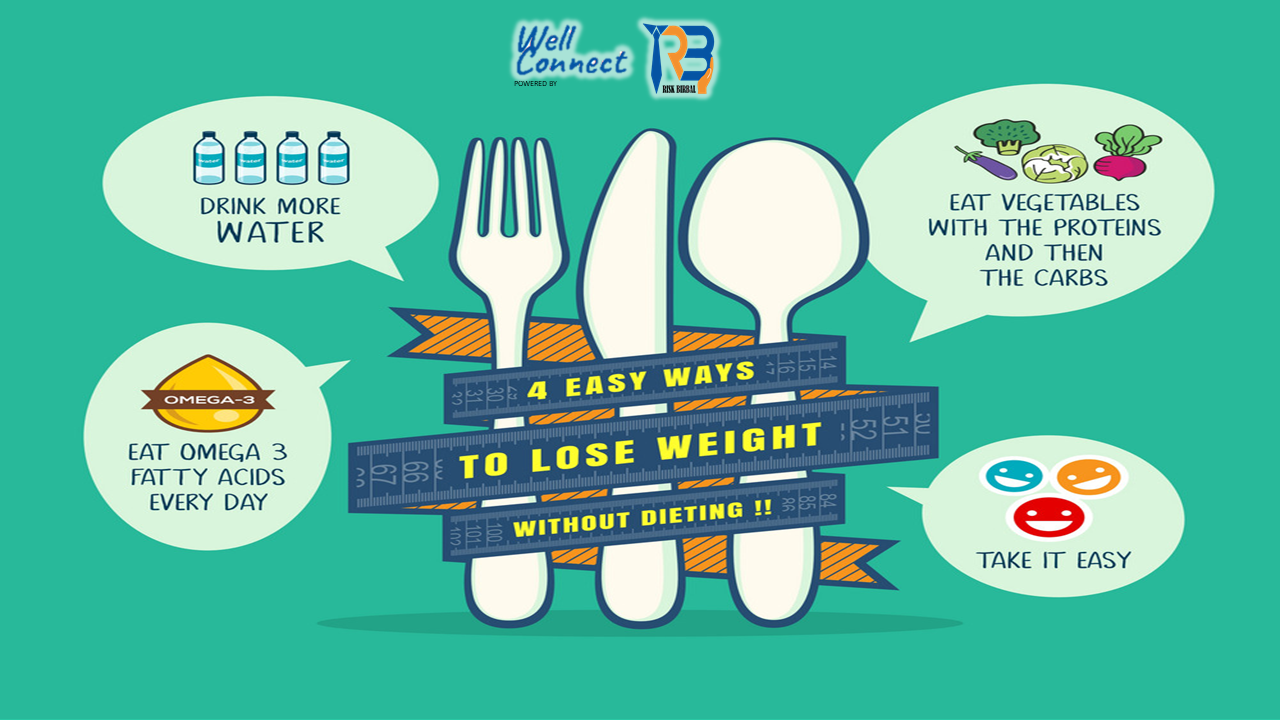 Well
Connect
POWERED BY
RISK BIRBAL
DRINK MORE
WATER
EAT VEGETABLES
WITH THE PROTEINS
AND THEN
THE CARBS
OMEGA-3
EAT OMEGA 3
FATTY ACIDS
EVERY DAY
4 EASY WAYS
TO LOSE WEIGHT
WITHOUT DIETING !!
TAKE IT EASY